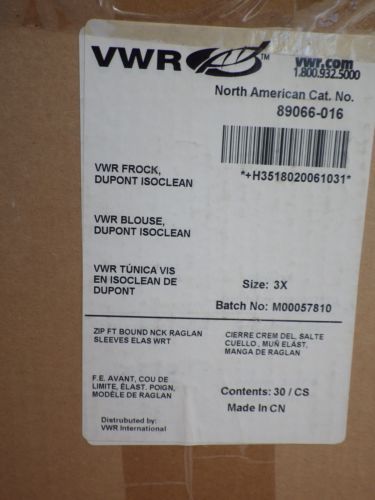 VWR TM
vwr.com
1.800.932.5000
North American Cat. No.
89066-016
*+H3518020061031*
VWR FROCK,
DUPONT ISOCLEAN
VWR BLOUSE,
DUPONT ISOCLEAN
VWR TÚNICA VIS
EN ISOCLEAN DE
DUPONT
Size: 3X
Batch No: M00057810
ZIP FT BOUND NCK RAGLAN
SLEEVES ELAS WRT
CIERRE CREM DEL, SALTE
CUELLO , MUÑ ELÁST,
MANGA DE RAGLAN
F.E. AVANT, COU DE
LIMITE, ÉLAST. POIGN,
MODÈLE DE RAGLAN
Contents: 30 / CS
Made In CN
Distrubuted by:
VWR International